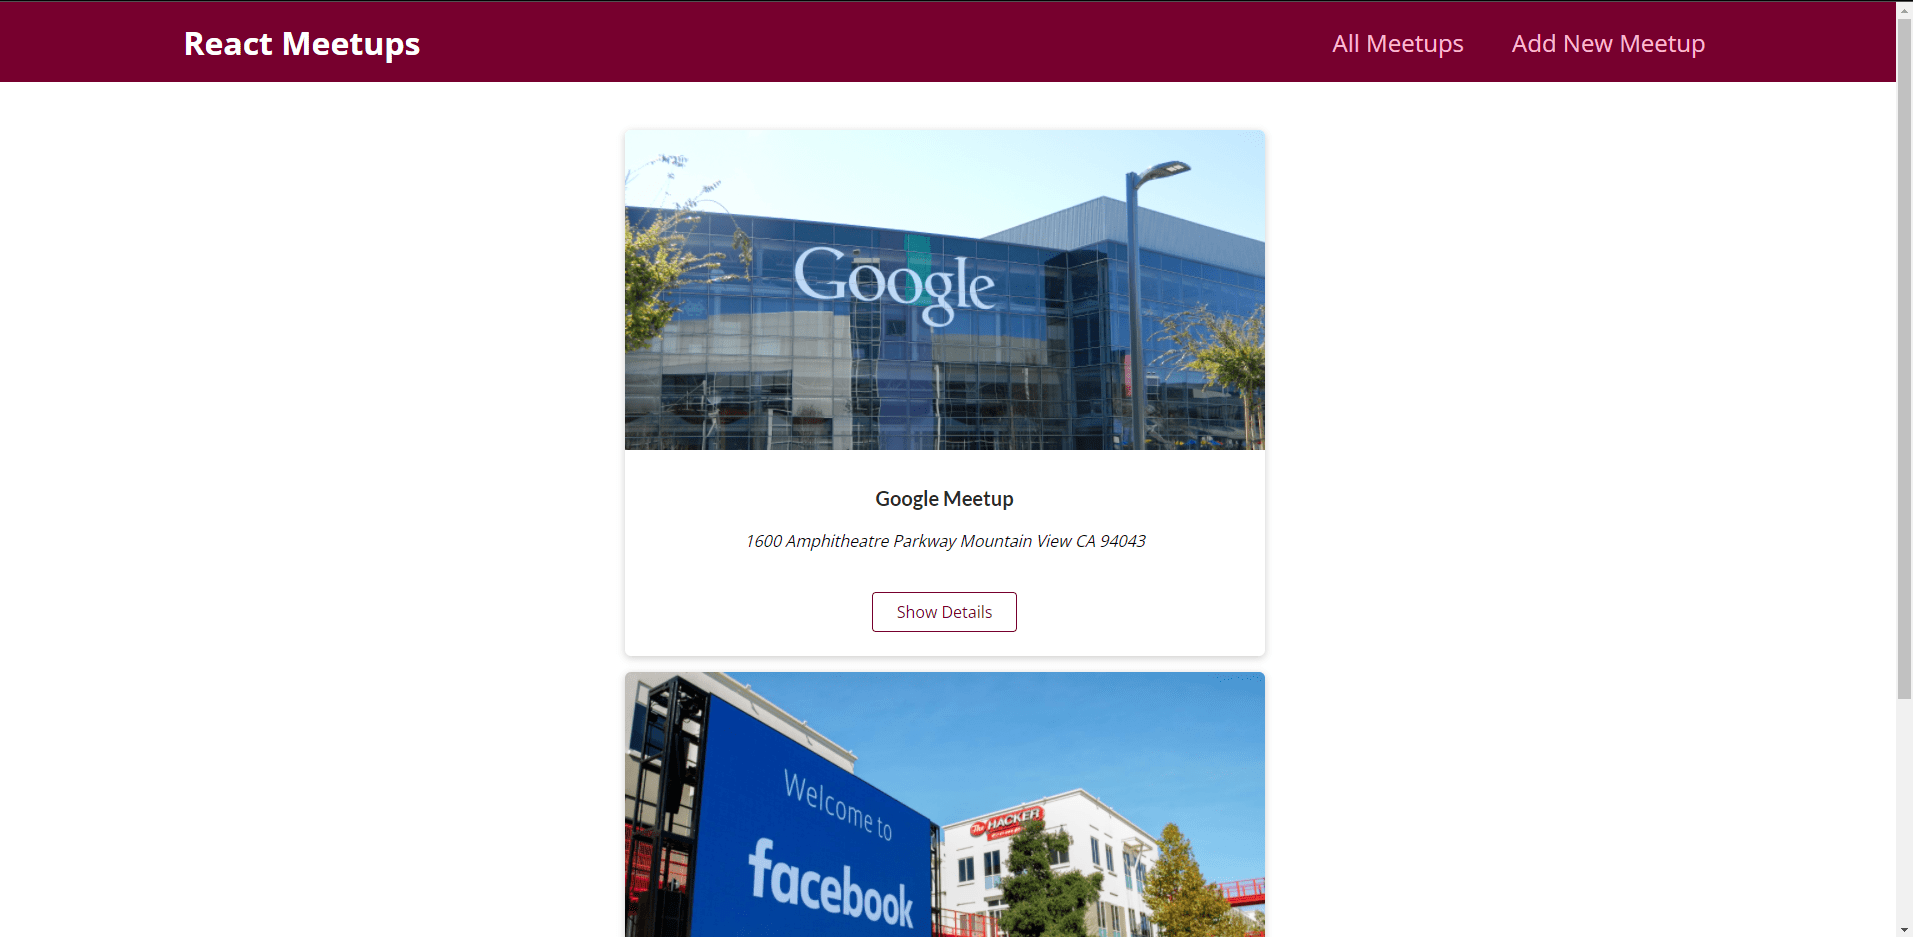 React Meetups
All Meetups
Add New Meetup
Google
Google Meetup
1600 Amphitheatre Parkway Mountain View CA 94043
Show Details
Welcome to
facebook
The HACKER